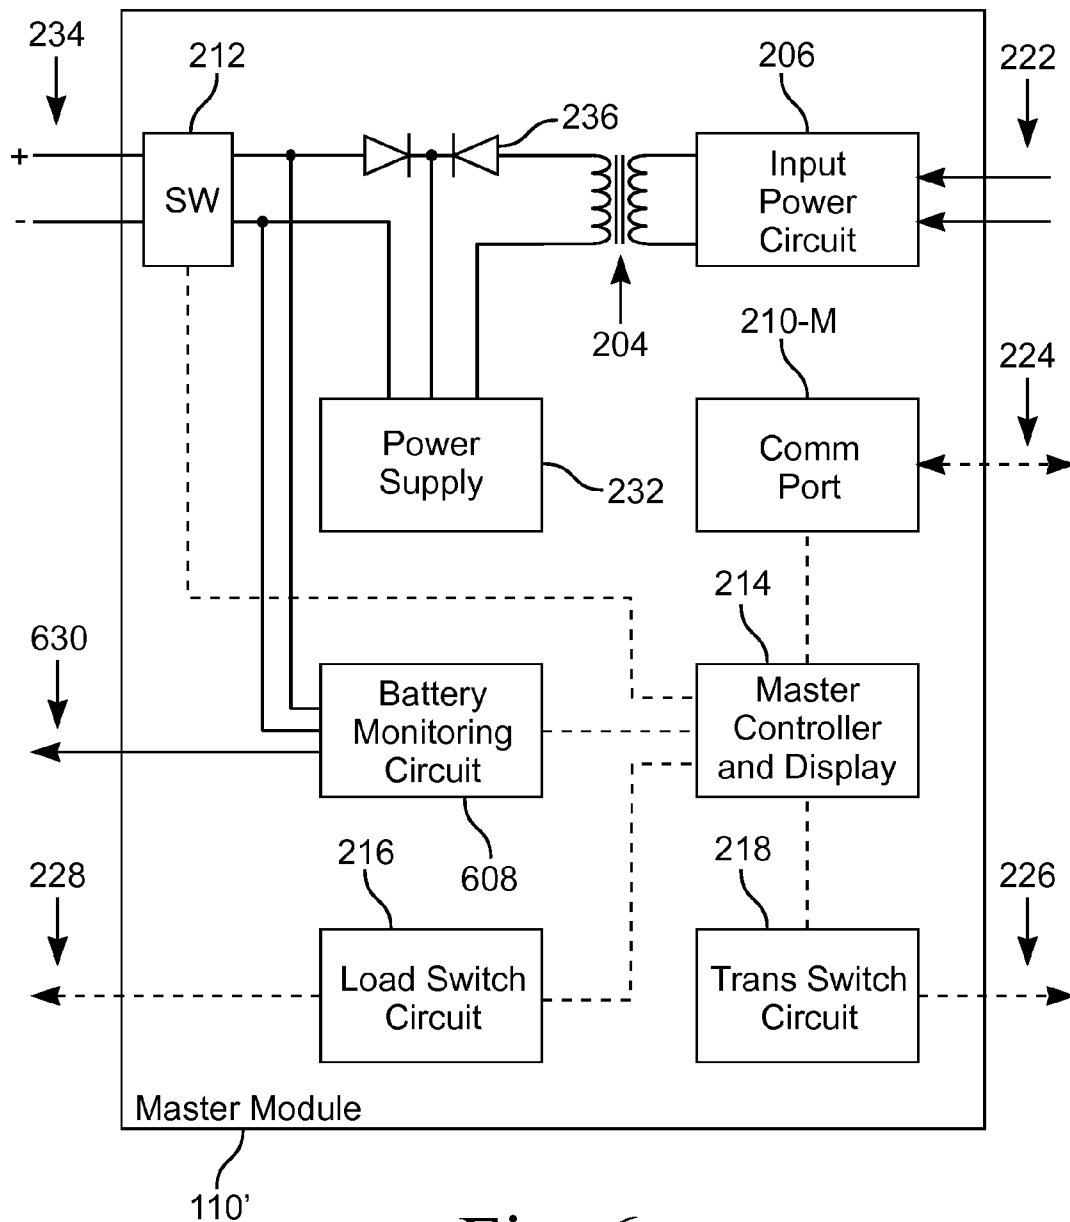 234
212
206
222
236
+
-
SW
Input
Power
Circuit
204
210-M
224
Power
Supply
232
Comm
Port
214
630
Battery
Monitoring
Circuit
Master
Controller
and Display
216
608
218
228
226
Load Switch
Circuit
Trans Switch
Circuit
Master Module
110’